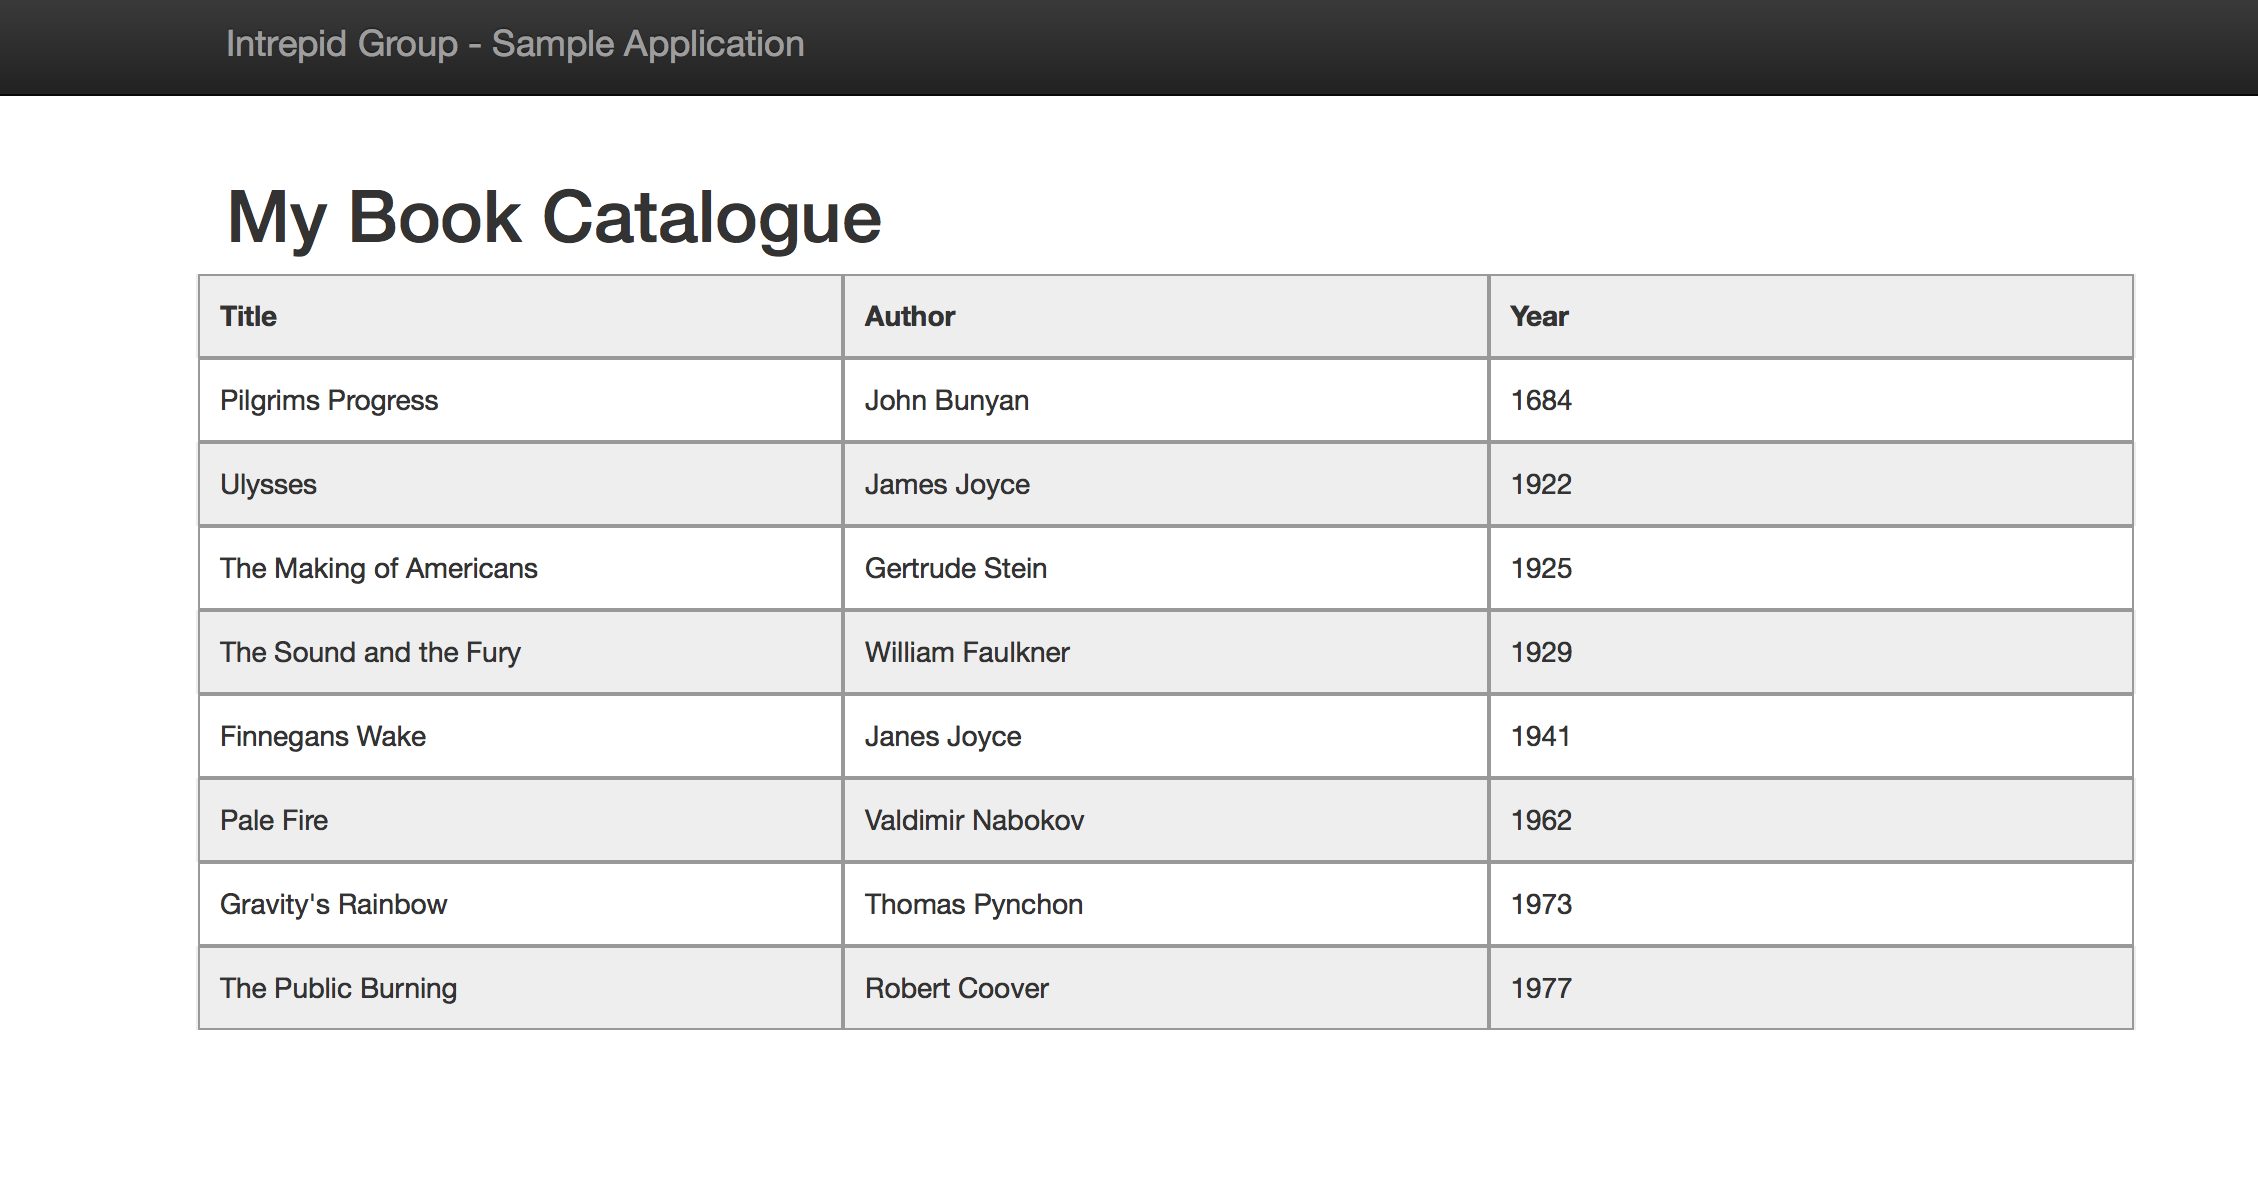 Intrepid Group - Sample Application
My Book Catalogue
Title Author Year
Pilgrims Progress John Bunyan 1684
Ulysses James Joyce 1922
The Making of Americans Gertrude Stein 1925
The Sound and the Fury William Faulkner 1929
Finnegans Wake Janes Joyce 1941
Pale Fire Valdimir Nabokov 1962
Gravity's Rainbow Thomas Pynchon 1973
The Public Burning Robert Coover 1977